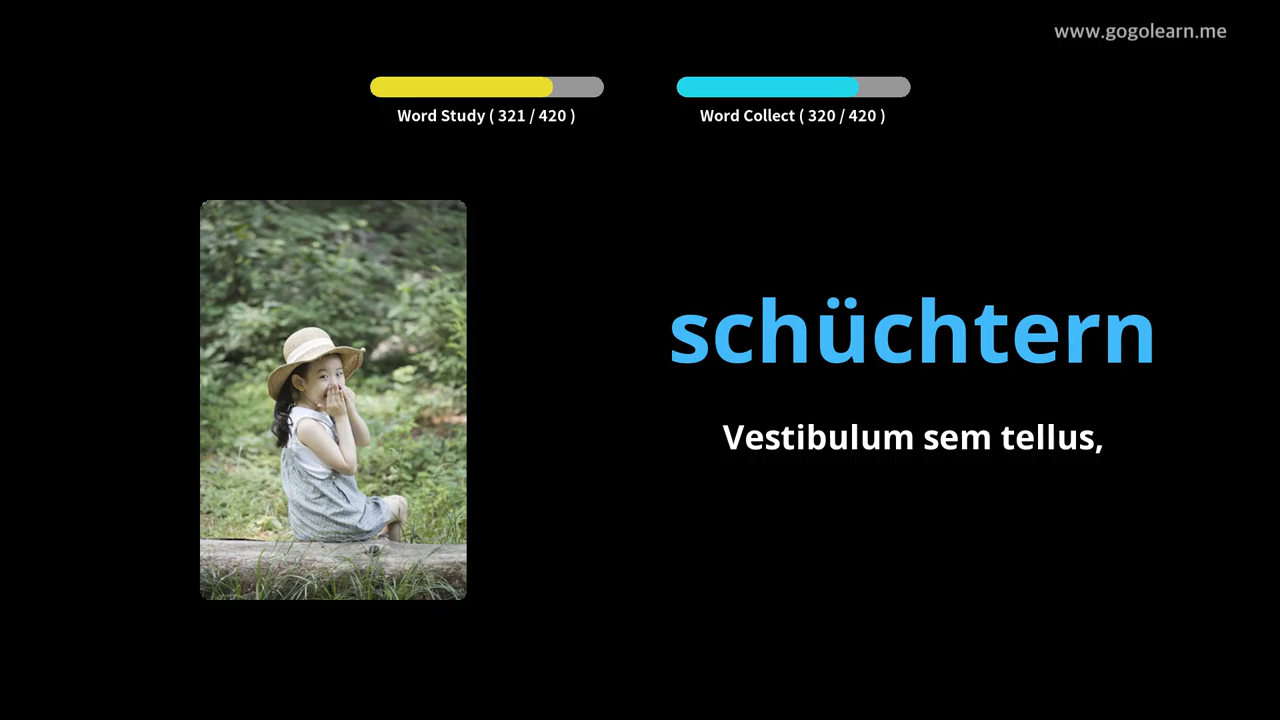 www.gogolearn.me
Word Study ( 321 / 420 )
Word Collect ( 320 / 420 )
schüchtern
Vestibulum sem tellus,